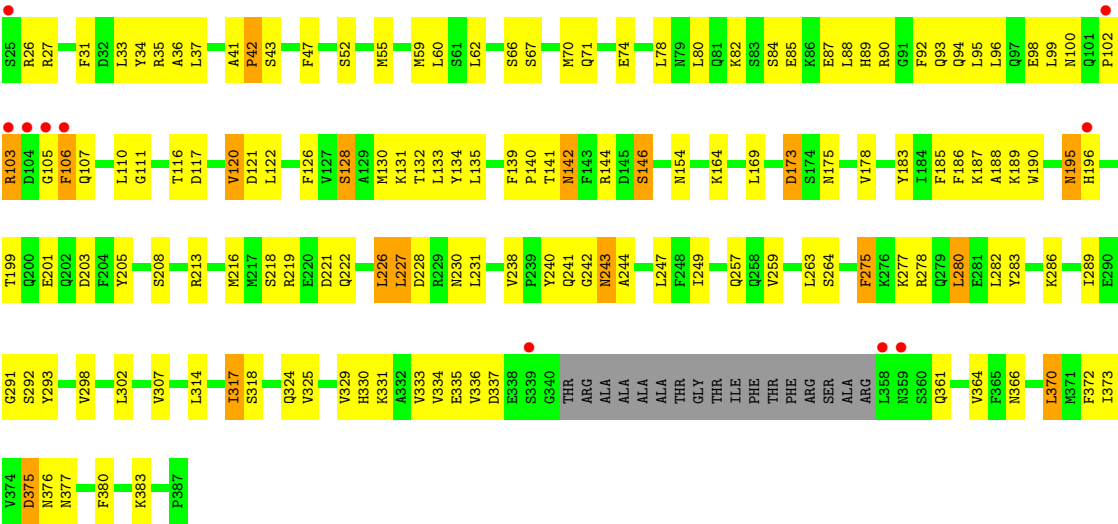 S25 R26 R27 F31 D32 L33 Y34 R35 A36 L37 A41 P42 S43 F47 S52 M55 M59 L60 S61 L62 S66 S67 M70 Q71 E74 L78 N79 L80 Q81 K82 S83 S84 E85 K86 E87 L88 H89 R90 G91 F92 Q93 Q94 L95 L96 Q97 E98 L99 N100 Q101 P102
R103 D104 G105 F106 Q107 L110 G111 T116 D117 V120 D121 L122 F126 V127 S128 A129 M130 K131 T132 L133 Y134 L135 F139 P140 T141 N142 F143 R144 D145 S146 N154 K164 L169 D173 S174 N175 V178 Y183 I184 F185 F186 K187 A188 K189 W190 N195 H196
T199 Q200 E201 Q202 D203 F204 Y205 S208 R213 M216 M217 S218 R219 E220 D221 Q222 L226 L227 D228 R229 N230 L231 V238 P239 Y240 Q241 G242 N243 A244 L247 F248 I249 Q257 Q258 V259 L263 S264 F275 K276 K277 R278 Q279 L280 E281 L282 Y283 K286 I289 E290
G291 S292 Y293 V298 L302 V307 L314 I317 S318 Q324 V325 V329 H330 K331 A332 V333 V334 E335 V336 D337 E338 S339 G340 THR ARG ALA ALA ALA ALA THR GLY THR ILE PHE THR PHE ARG SER ALA ARG L358 N359 S360 Q361 V364 F365 N366 L370 M371 F372 I373
V374 D375 N376 N377 F380 K383 P387